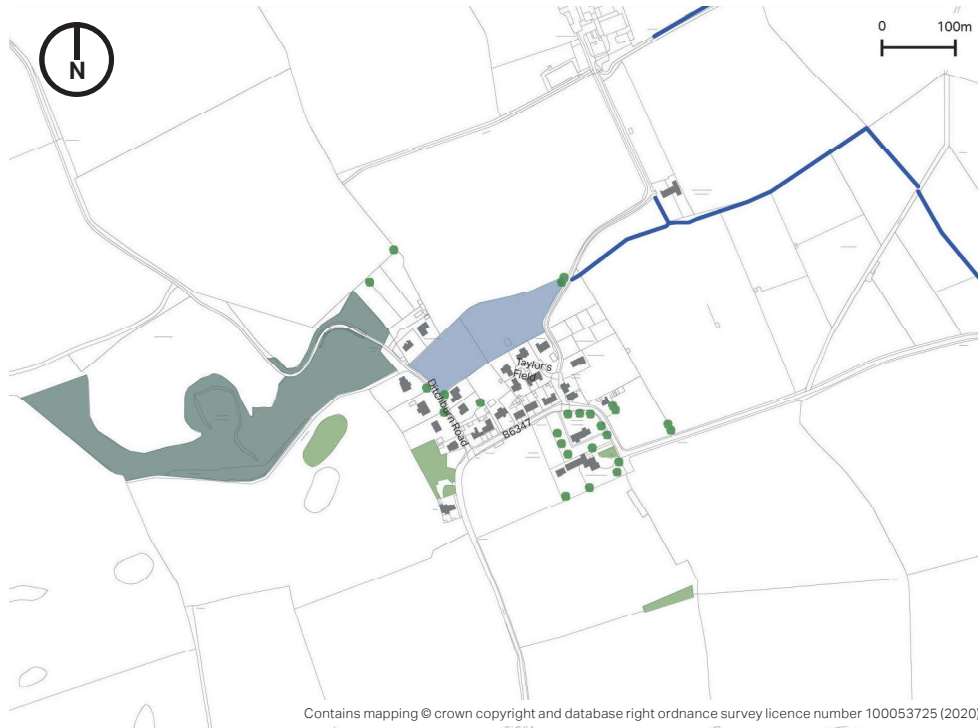 N
0 100m
Taylor's
Field
Ditchburn Road
B6347
Contains mapping © crown copyright and database right ordnance survey licence number 100053725 (2020)